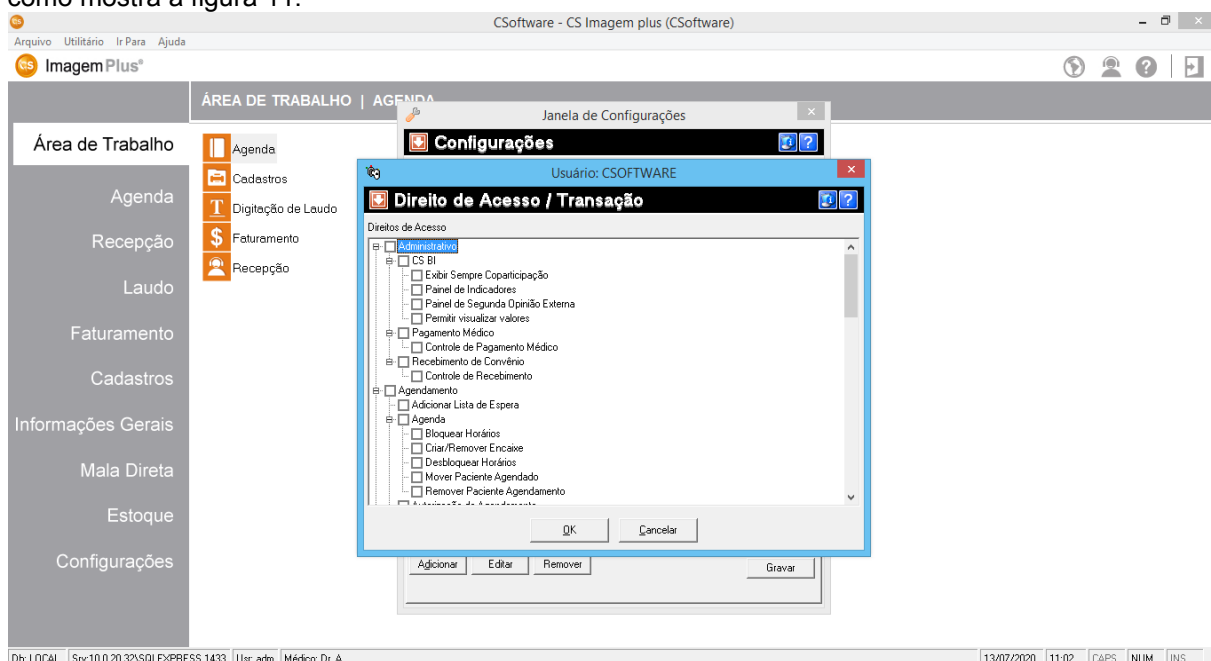 como mostra a figura 11.
CSoftware - CS Imagem plus (CSoftware)
Arquivo Utilitário Ir Para Ajuda
CS Imagem Plus®
ÁREA DE TRABALHO | AGENDA
Área de Trabalho
Agenda
Recepção
Laudo
Faturamento
Cadastros
Informações Gerais
Mala Direta
Estoque
Configurações
Agenda
Cadastros
Digitação de Laudo
Faturamento
Recepção
Janela de Configurações
Configurações
Usuário: CSOFTWARE
Direito de Acesso / Transação
Direitos de Acesso
Administrativo
CS BI
Exibir Sempre Coparticipação
Painel de Indicadores
Painel de Segunda Opinião Externa
Permitir visualizar valores
Pagamento Médico
Controle de Pagamento Médico
Recebimento de Convênio
Controle de Recebimento
Agendamento
Adicionar Lista de Espera
Agenda
Bloquear Horários
Criar/Remover Encaixe
Desbloquear Horários
Mover Paciente Agendado
Remover Paciente Agendamento
Autorização de Agendamento
OK Cancelar
Adicionar Editar Remover Gravar
Db: LOCAL Srv:10.0.20.32\SQLEXPRESS,1433 Usr: adm Médico: Dr. A 13/07/2020 11:02 CAPS NUM INS